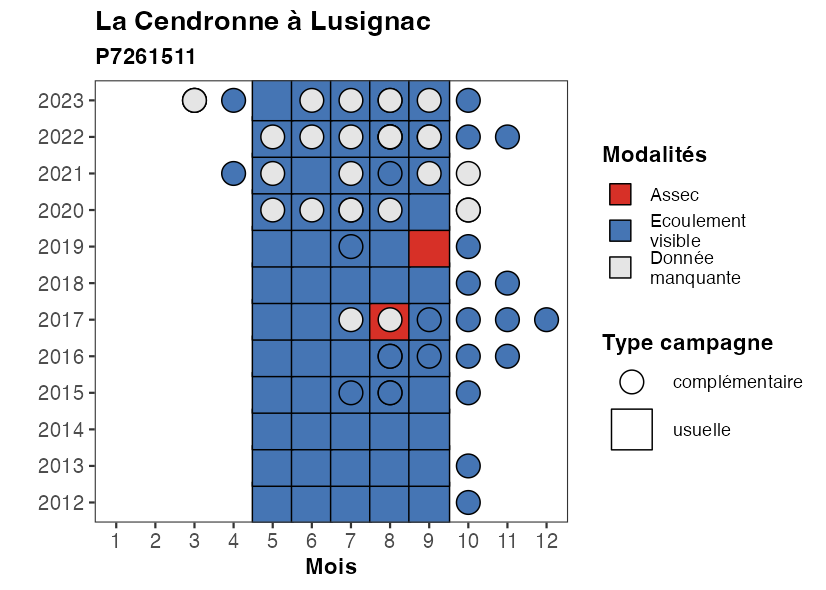 La Cendronne à Lusignac
P7261511
2023
2022
2021
2020
2019
2018
2017
2016
2015
2014
2013
2012
1 2 3 4 5 6 7 8 9 10 11 12
Mois
Modalités
Assec
Ecoulement
visible
Donnée
manquante
Type campagne
complémentaire
usuelle